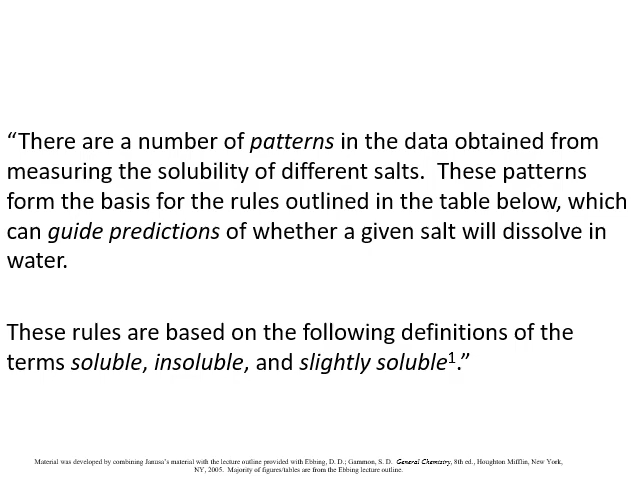 “There are a number of patterns in the data obtained from
measuring the solubility of different salts.  These patterns
form the basis for the rules outlined in the table below, which
can guide predictions of whether a given salt will dissolve in
water.
These rules are based on the following definitions of the
terms soluble, insoluble, and slightly soluble¹.”
Material was developed by combining Janusa’s material with the lecture outline provided with Ebbing, D. D.; Gammon, S. D.  General Chemistry, 8th ed., Houghton Mifflin, New York,
NY, 2005.  Majority of figures/tables are from the Ebbing lecture outline.